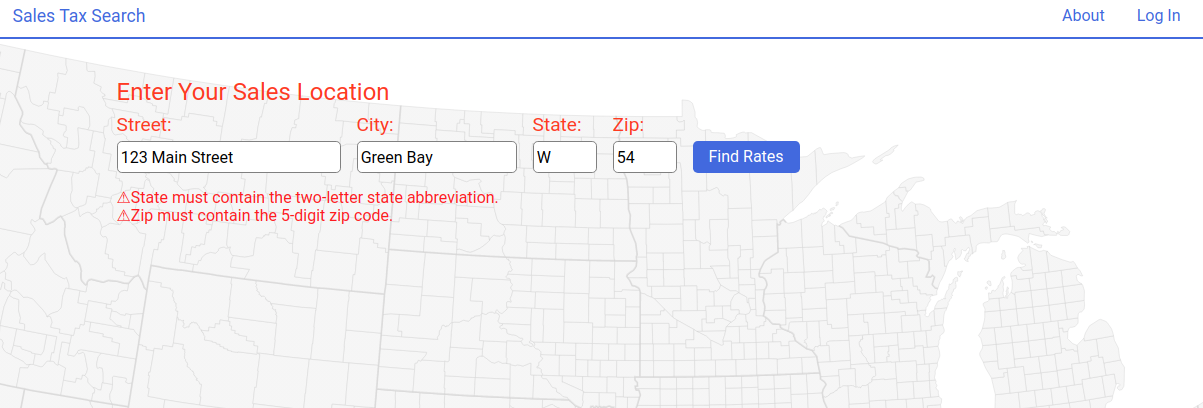 Sales Tax Search About Log In
Enter Your Sales Location
Street: City: State: Zip:
123 Main Street Green Bay W 54 Find Rates
⚠State must contain the two-letter state abbreviation.
⚠Zip must contain the 5-digit zip code.